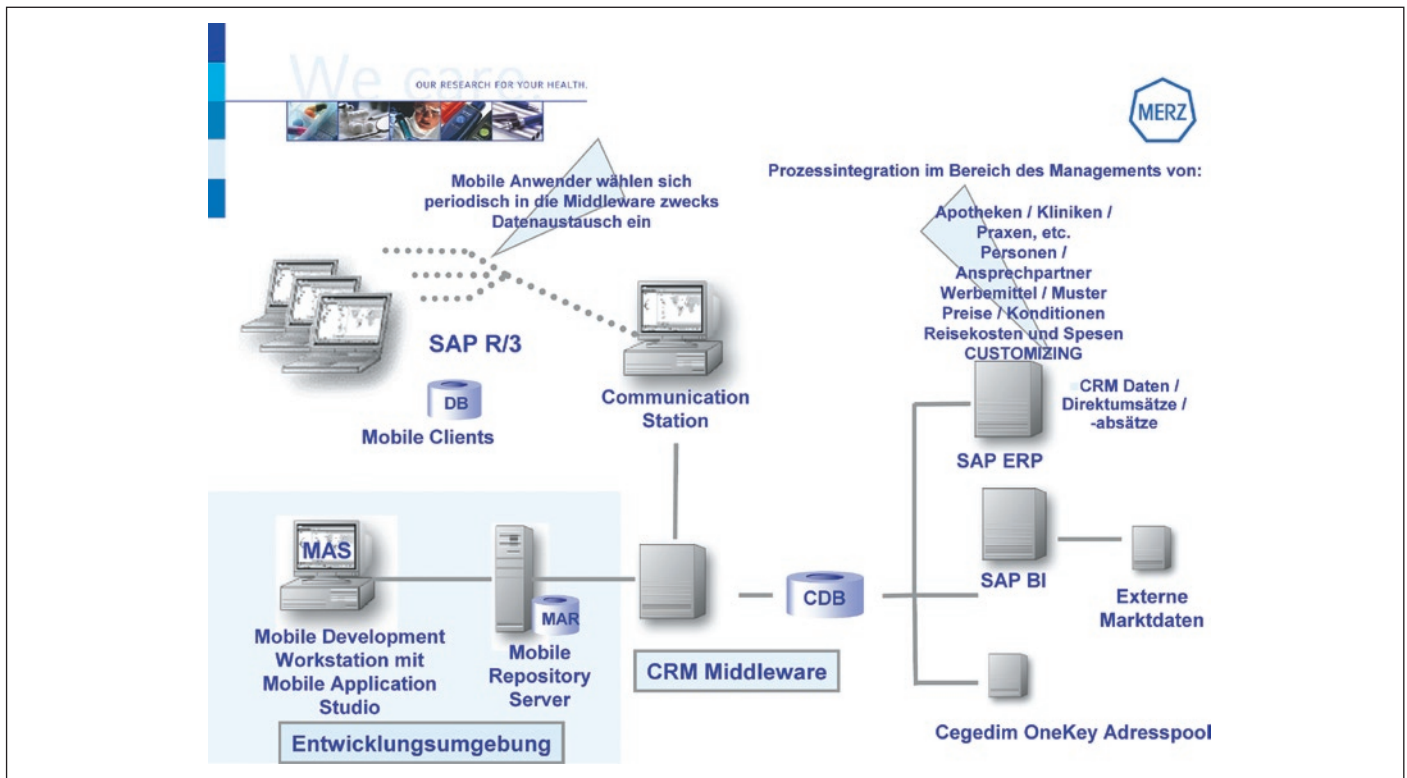 We care.
OUR RESEARCH FOR YOUR HEALTH.
MERZ
Mobile Anwender wählen sich
periodisch in die Middleware zwecks
Datenaustausch ein
Prozessintegration im Bereich des Managements von:
Apotheken / Kliniken /
Praxen, etc.
Personen /
Ansprechpartner
Werbemittel / Muster
Preise / Konditionen
Reisekosten und Spesen
CUSTOMIZING
SAP R/3
DB
Mobile Clients
Communication
Station
CRM Daten /
Direktumsätze /
-absätze
SAP ERP
SAP BI
Externe
Marktdaten
MAS
Mobile Development
Workstation mit
Mobile Application
Studio
MAR
Mobile
Repository
Server
Entwicklungsumgebung
CRM Middleware
CDB
Cegedim OneKey Adresspool